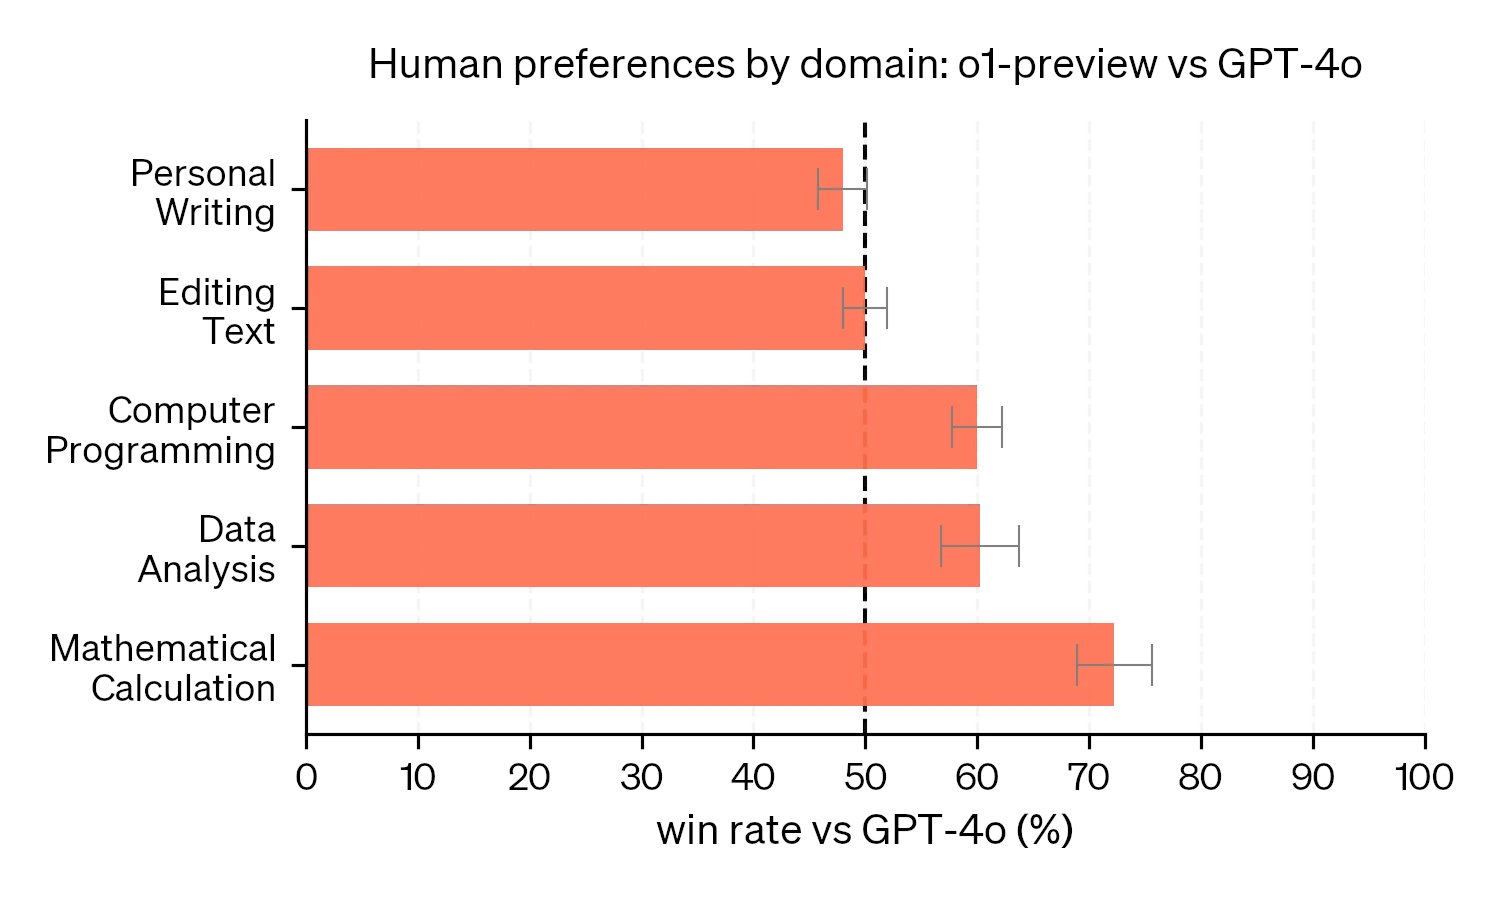 Human preferences by domain: o1-preview vs GPT-4o
Personal
Writing
Editing
Text
Computer
Programming
Data
Analysis
Mathematical
Calculation
0 10 20 30 40 50 60 70 80 90 100
win rate vs GPT-4o (%)